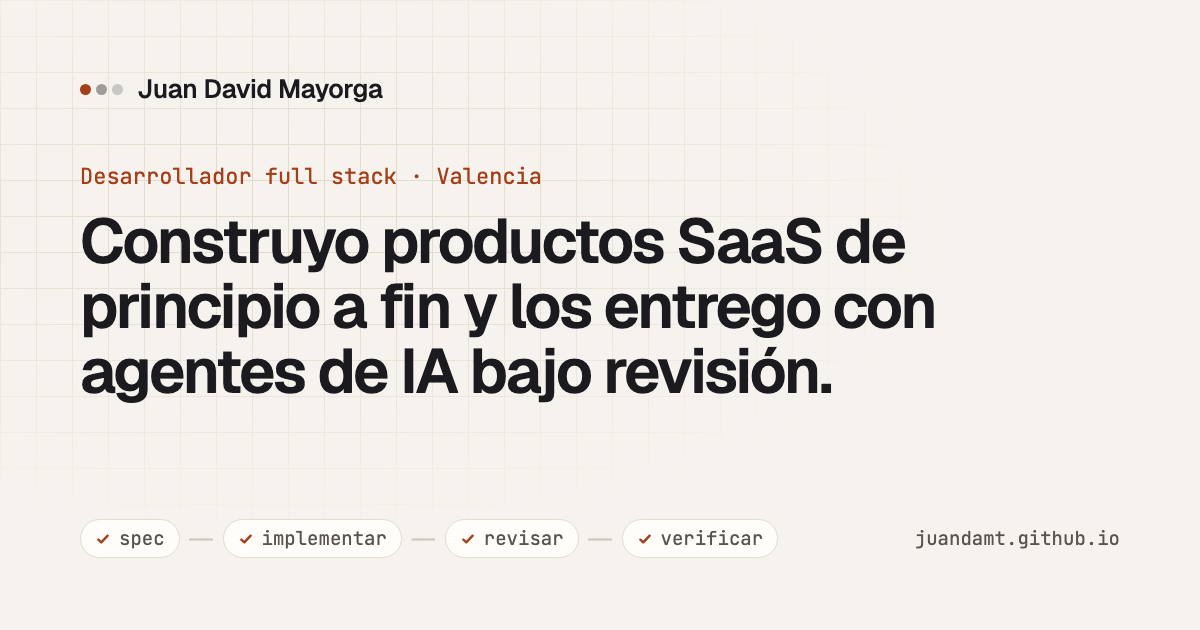 Juan David Mayorga
Desarrollador full stack · Valencia
Construyo productos SaaS de
principio a fin y los entrego con
agentes de IA bajo revisión.
✓ spec — ✓ implementar — ✓ revisar — ✓ verificar
juandamt.github.io